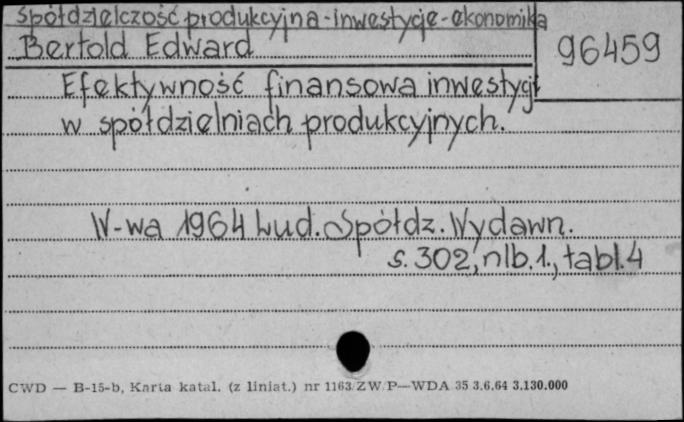 spółdzielczość produkcyjna-inwestycje-ekonomika
Bertold Edward
96459
Efektywność finansowa inwestycji
w spółdzielniach produkcyjnych.
W-wa 1964 Lud. Spółdz. Wydawn.
s. 302, nlb. 1., tabl. 4
CWD — B-15-b, Karta katal. (z liniat.) nr 1163/ZW/P—WDA 35 3.6.64 3.130.000